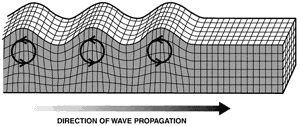 DIRECTION OF WAVE PROPAGATION